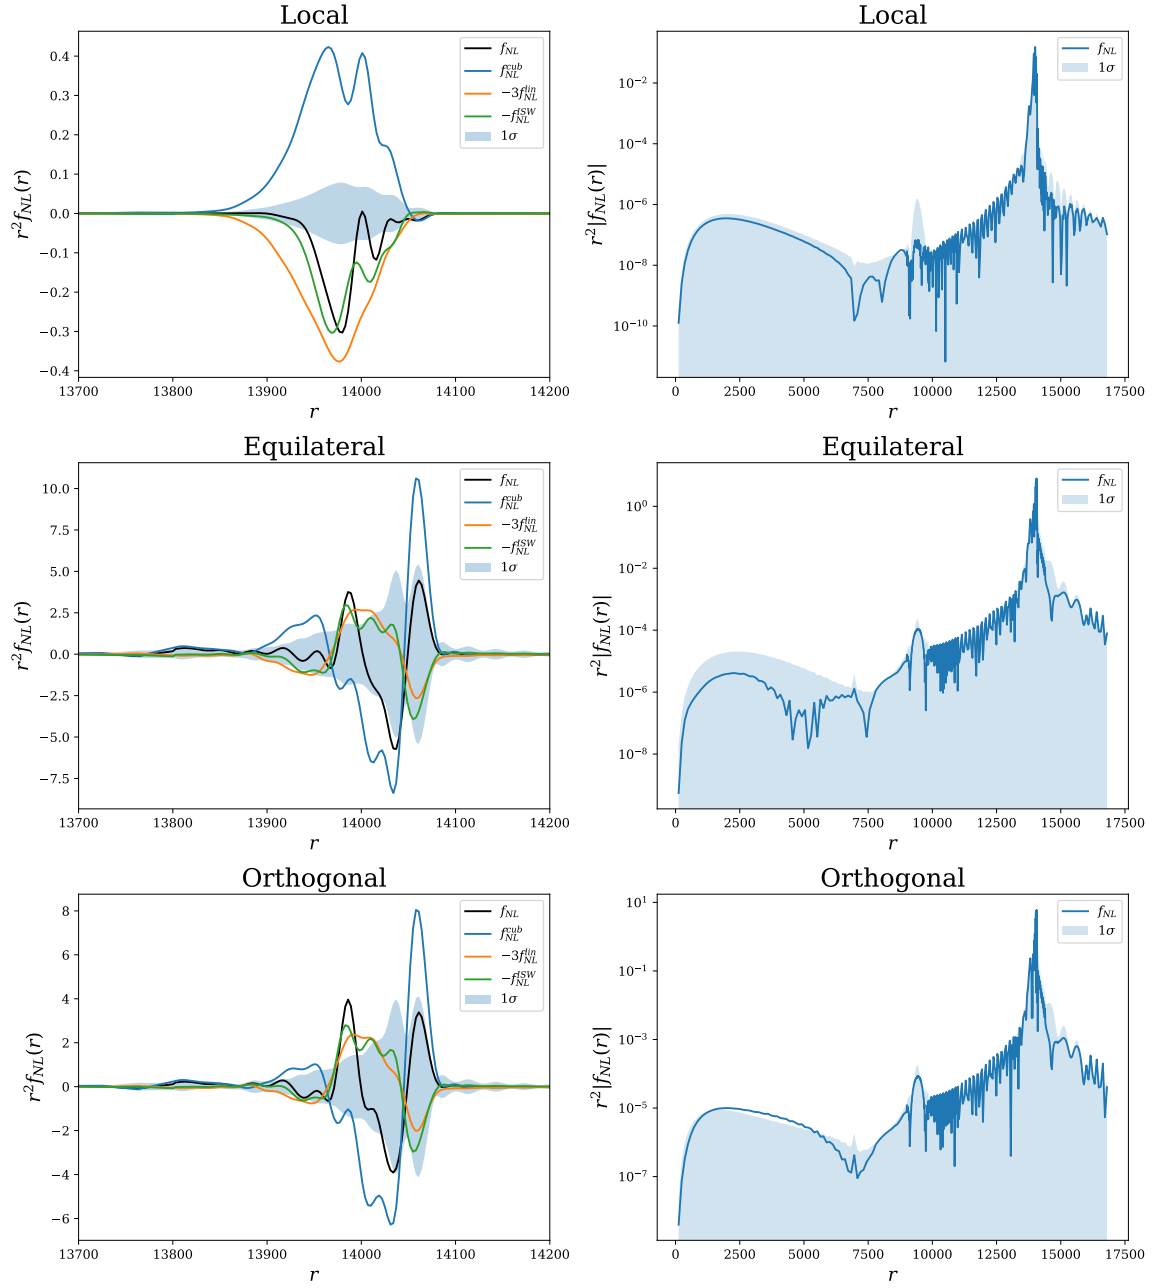 Local
r²f_NL(r)
0.4
0.3
0.2
0.1
0.0
−0.1
−0.2
−0.3
−0.4
f_NL
f_NL^cub
−3f_NL^lin
−f_NL^ISW
1σ
13700 13800 13900 14000 14100 14200
r
Local
r²|f_NL(r)|
10⁻²
10⁻⁴
10⁻⁶
10⁻⁸
10⁻¹⁰
f_NL
1σ
0 2500 5000 7500 10000 12500 15000 17500
r
Equilateral
r²f_NL(r)
10.0
7.5
5.0
2.5
0.0
−2.5
−5.0
−7.5
f_NL
f_NL^cub
−3f_NL^lin
−f_NL^ISW
1σ
13700 13800 13900 14000 14100 14200
r
Equilateral
r²|f_NL(r)|
10⁰
10⁻²
10⁻⁴
10⁻⁶
10⁻⁸
f_NL
1σ
0 2500 5000 7500 10000 12500 15000 17500
r
Orthogonal
r²f_NL(r)
8
6
4
2
0
−2
−4
−6
f_NL
f_NL^cub
−3f_NL^lin
−f_NL^ISW
1σ
13700 13800 13900 14000 14100 14200
r
Orthogonal
r²|f_NL(r)|
10¹
10⁻¹
10⁻³
10⁻⁵
10⁻⁷
f_NL
1σ
0 2500 5000 7500 10000 12500 15000 17500
r